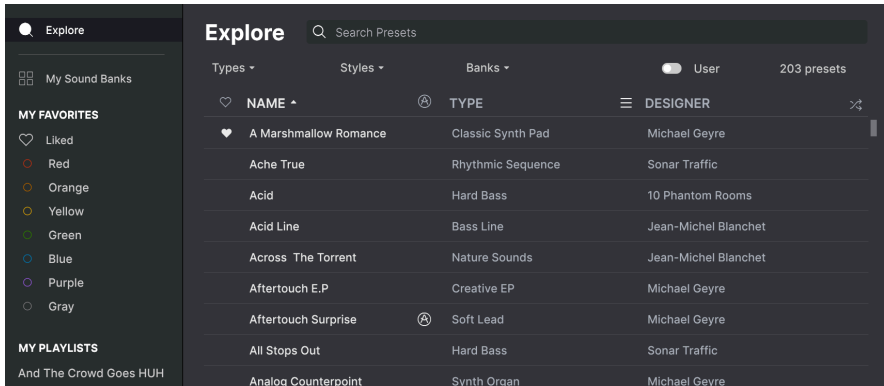 Explore
My Sound Banks
MY FAVORITES
Liked
Red
Orange
Yellow
Green
Blue
Purple
Gray
MY PLAYLISTS
And The Crowd Goes HUH
Explore Search Presets
Types Styles Banks User 203 presets
NAME TYPE DESIGNER
A Marshmallow Romance Classic Synth Pad Michael Geyre
Ache True Rhythmic Sequence Sonar Traffic
Acid Hard Bass 10 Phantom Rooms
Acid Line Bass Line Jean-Michel Blanchet
Across The Torrent Nature Sounds Jean-Michel Blanchet
Aftertouch E.P Creative EP Michael Geyre
Aftertouch Surprise Soft Lead Michael Geyre
All Stops Out Hard Bass Sonar Traffic
Analog Counterpoint Synth Organ Michael Geyre